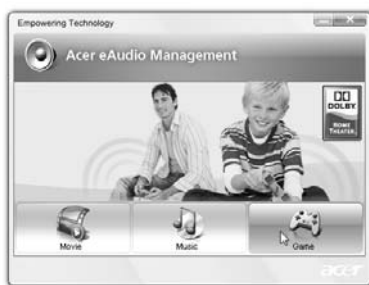 Empowering Technology
Acer eAudio Management
DOLBY
HOME
THEATER
Movie
Music
Game
acer